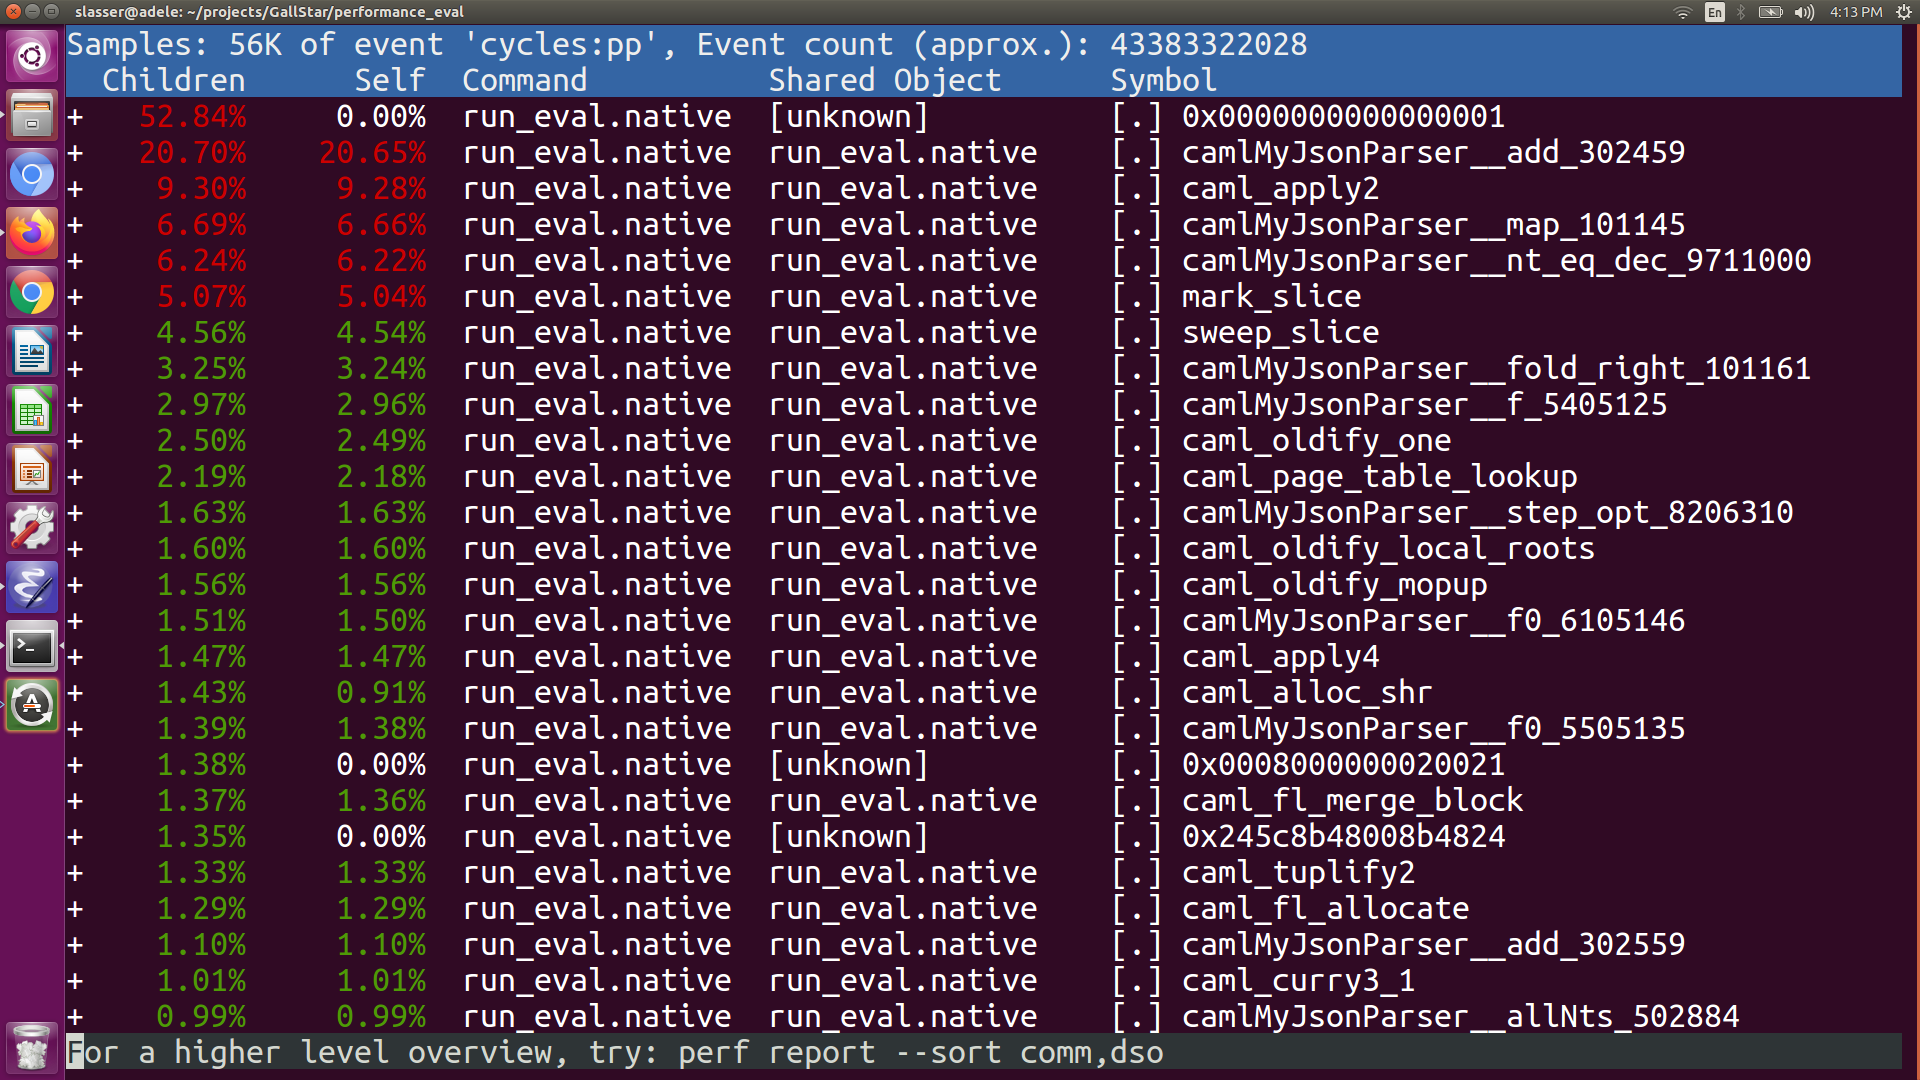 slasser@adele: ~/projects/GallStar/performance_eval En 4:13 PM
Samples: 56K of event 'cycles:pp', Event count (approx.): 43383322028
Children Self Command Shared Object Symbol
+ 52.84% 0.00% run_eval.native [unknown] [.] 0x0000000000000001
+ 20.70% 20.65% run_eval.native run_eval.native [.] camlMyJsonParser__add_302459
+ 9.30% 9.28% run_eval.native run_eval.native [.] caml_apply2
+ 6.69% 6.66% run_eval.native run_eval.native [.] camlMyJsonParser__map_101145
+ 6.24% 6.22% run_eval.native run_eval.native [.] camlMyJsonParser__nt_eq_dec_9711000
+ 5.07% 5.04% run_eval.native run_eval.native [.] mark_slice
+ 4.56% 4.54% run_eval.native run_eval.native [.] sweep_slice
+ 3.25% 3.24% run_eval.native run_eval.native [.] camlMyJsonParser__fold_right_101161
+ 2.97% 2.96% run_eval.native run_eval.native [.] camlMyJsonParser__f_5405125
+ 2.50% 2.49% run_eval.native run_eval.native [.] caml_oldify_one
+ 2.19% 2.18% run_eval.native run_eval.native [.] caml_page_table_lookup
+ 1.63% 1.63% run_eval.native run_eval.native [.] camlMyJsonParser__step_opt_8206310
+ 1.60% 1.60% run_eval.native run_eval.native [.] caml_oldify_local_roots
+ 1.56% 1.56% run_eval.native run_eval.native [.] caml_oldify_mopup
+ 1.51% 1.50% run_eval.native run_eval.native [.] camlMyJsonParser__f0_6105146
+ 1.47% 1.47% run_eval.native run_eval.native [.] caml_apply4
+ 1.43% 0.91% run_eval.native run_eval.native [.] caml_alloc_shr
+ 1.39% 1.38% run_eval.native run_eval.native [.] camlMyJsonParser__f0_5505135
+ 1.38% 0.00% run_eval.native [unknown] [.] 0x0008000000020021
+ 1.37% 1.36% run_eval.native run_eval.native [.] caml_fl_merge_block
+ 1.35% 0.00% run_eval.native [unknown] [.] 0x245c8b48008b4824
+ 1.33% 1.33% run_eval.native run_eval.native [.] caml_tuplify2
+ 1.29% 1.29% run_eval.native run_eval.native [.] caml_fl_allocate
+ 1.10% 1.10% run_eval.native run_eval.native [.] camlMyJsonParser__add_302559
+ 1.01% 1.01% run_eval.native run_eval.native [.] caml_curry3_1
+ 0.99% 0.99% run_eval.native run_eval.native [.] camlMyJsonParser__allNts_502884
For a higher level overview, try: perf report --sort comm,dso